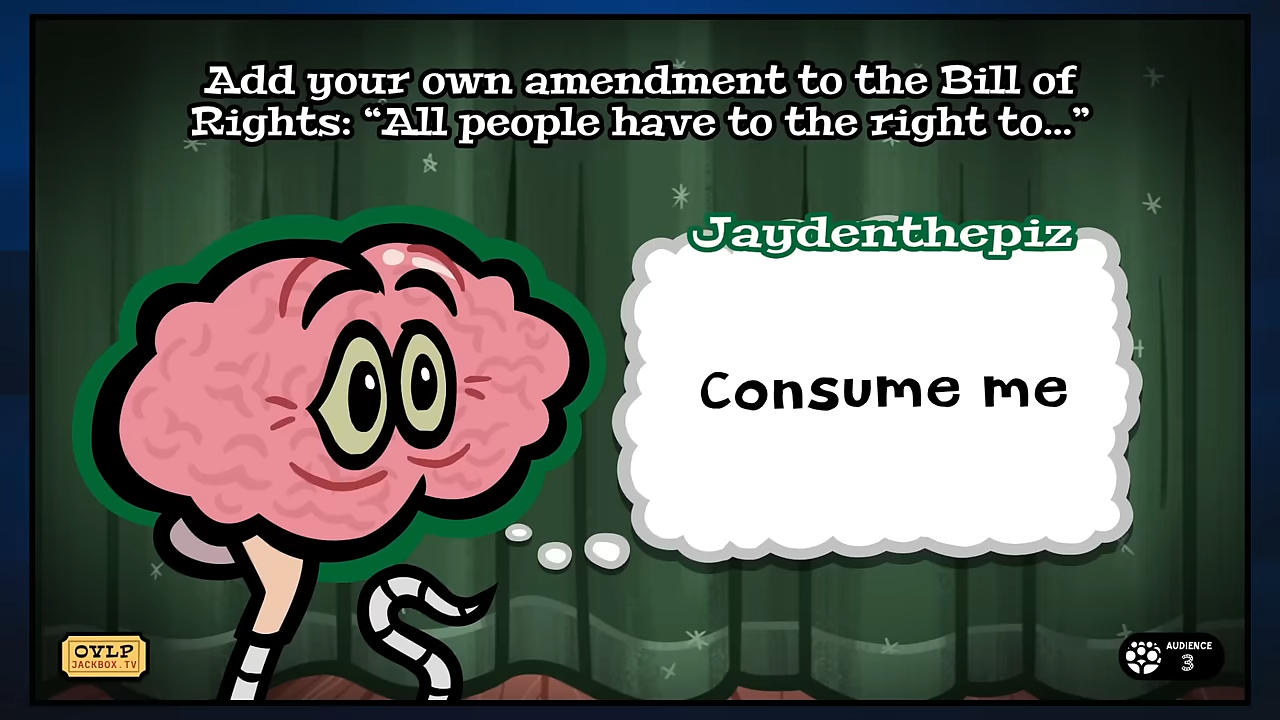 Add your own amendment to the Bill of
Rights: “All people have to the right to...”
Jaydenthepiz
Consume me
OVLP
JACKBOX.TV
AUDIENCE
3